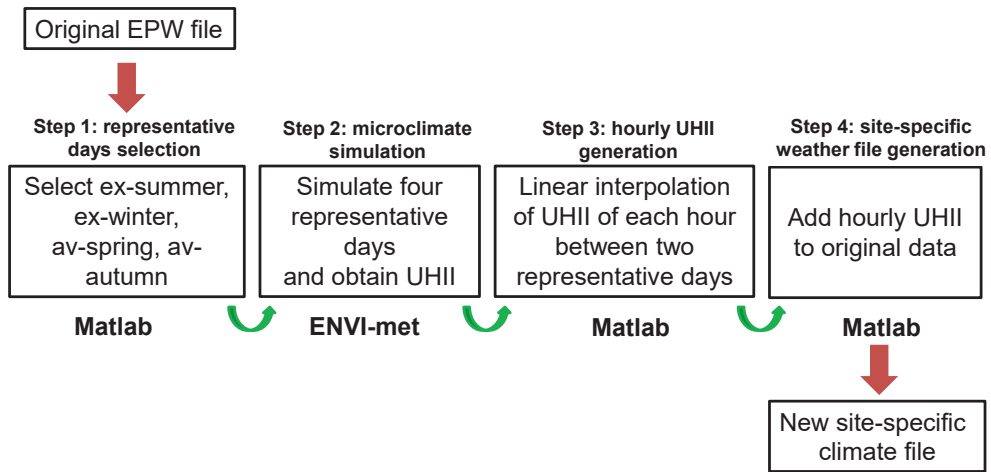 Original EPW file
Step 1: representative
days selection
Select ex-summer,
ex-winter,
av-spring, av-
autumn
Matlab
Step 2: microclimate
simulation
Simulate four
representative
days
and obtain UHII
ENVI-met
Step 3: hourly UHII
generation
Linear interpolation
of UHII of each hour
between two
representative days
Matlab
Step 4: site-specific
weather file generation
Add hourly UHII
to original data
Matlab
New site-specific
climate file